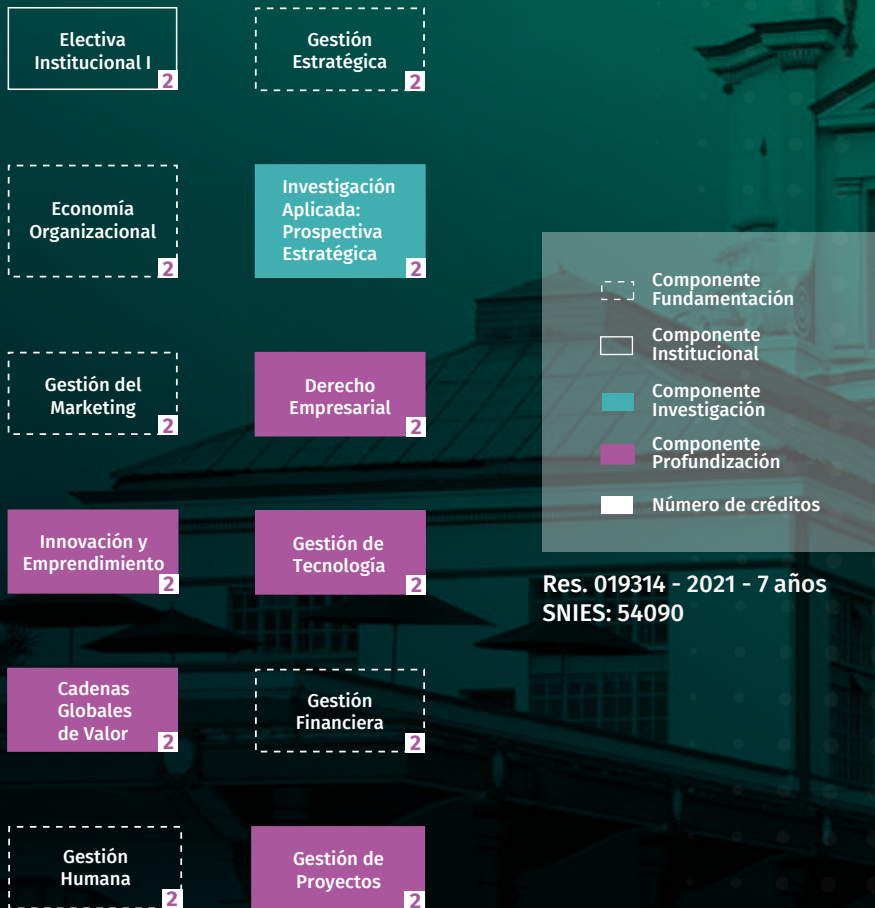 Electiva
Institucional I
2
Gestión
Estratégica
2
Economía
Organizacional
2
Investigación
Aplicada:
Prospectiva
Estratégica
2
Gestión del
Marketing
2
Derecho
Empresarial
2
Innovación y
Emprendimiento
2
Gestión de
Tecnología
2
Cadenas
Globales
de Valor
2
Gestión
Financiera
2
Gestión
Humana
2
Gestión de
Proyectos
2
Componente
Fundamentación
Componente
Institucional
Componente
Investigación
Componente
Profundización
Número de créditos
Res. 019314 - 2021 - 7 años
SNIES: 54090